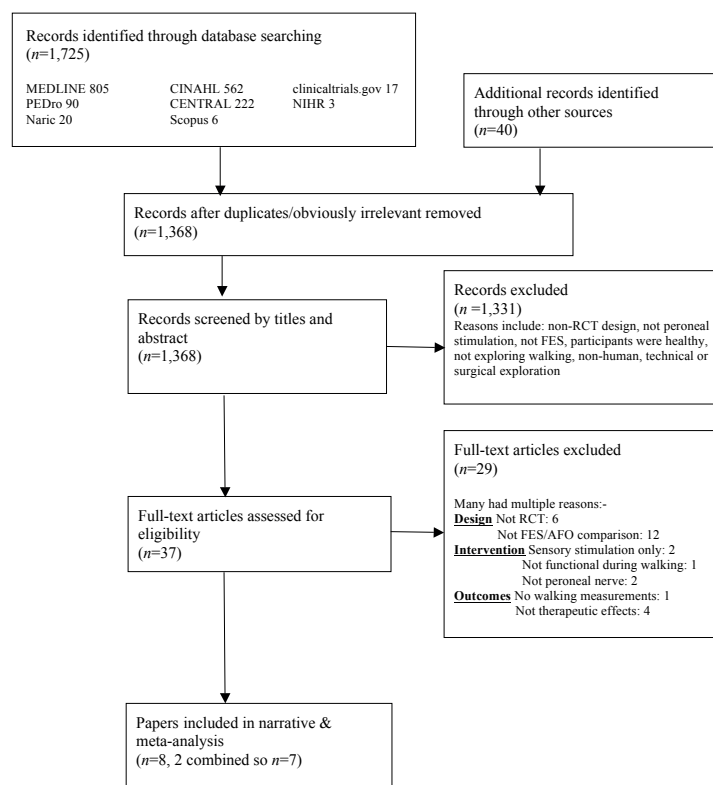 Records identified through database searching
(n=1,725)
MEDLINE 805 CINAHL 562 clinicaltrials.gov 17
PEDro 90 CENTRAL 222 NIHR 3
Naric 20 Scopus 6
Additional records identified
through other sources
(n=40)
Records after duplicates/obviously irrelevant removed
(n=1,368)
Records screened by titles and
abstract
(n=1,368)
Records excluded
(n =1,331)
Reasons include: non-RCT design, not peroneal
stimulation, not FES, participants were healthy,
not exploring walking, non-human, technical or
surgical exploration
Full-text articles assessed for
eligibility
(n=37)
Full-text articles excluded
(n=29)
Many had multiple reasons:-
Design Not RCT: 6
Not FES/AFO comparison: 12
Intervention Sensory stimulation only: 2
Not functional during walking: 1
Not peroneal nerve: 2
Outcomes No walking measurements: 1
Not therapeutic effects: 4
Papers included in narrative &
meta-analysis
(n=8, 2 combined so n=7)